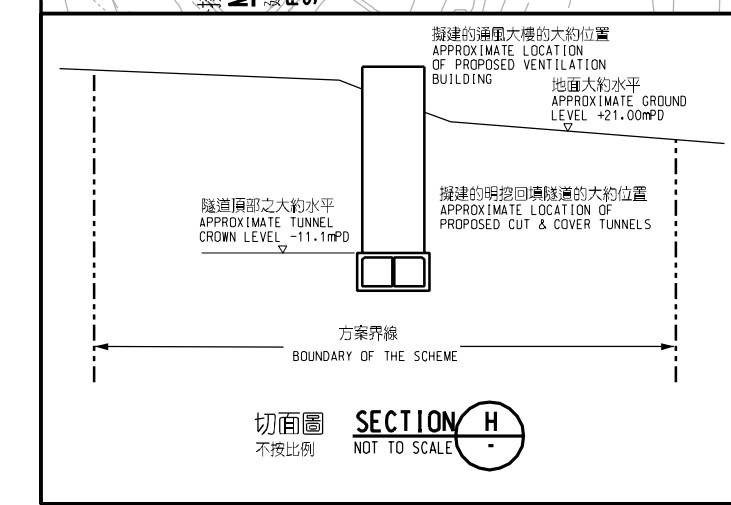 擬建的通風大樓的大約位置
APPROXIMATE LOCATION
OF PROPOSED VENTILATION
BUILDING
地面大約水平
APPROXIMATE GROUND
LEVEL +21.00mPD
擬建的明挖回填隧道的大約位置
APPROXIMATE LOCATION OF
PROPOSED CUT & COVER TUNNELS
隧道頂部之大約水平
APPROXIMATE TUNNEL
CROWN LEVEL -11.1mPD
方案界線
BOUNDARY OF THE SCHEME
切面圖 SECTION H
不按比例 NOT TO SCALE -